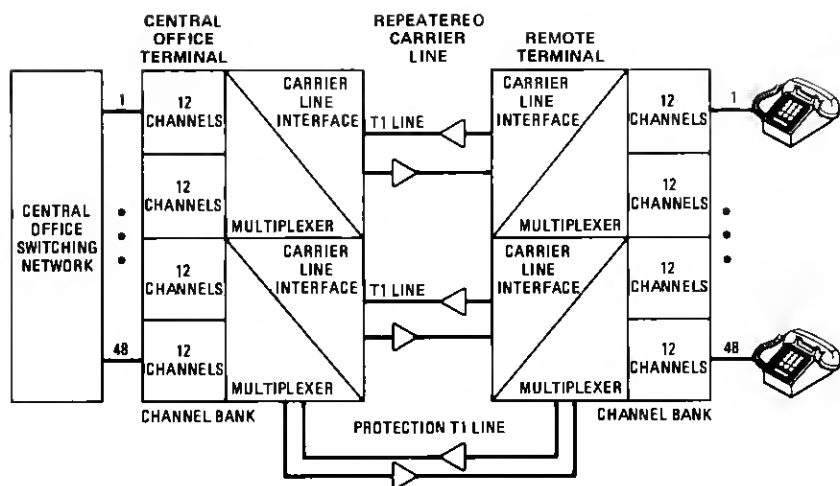 CENTRAL
OFFICE
TERMINAL
REPEATEREO
CARRIER
LINE
REMOTE
TERMINAL
1
12
CHANNELS
CARRIER
LINE
INTERFACE
T1 LINE
CARRIER
LINE
INTERFACE
12
CHANNELS
1
12
CHANNELS
MULTIPLEXER
MULTIPLEXER
12
CHANNELS
CENTRAL
OFFICE
SWITCHING
NETWORK
12
CHANNELS
CARRIER
LINE
INTERFACE
T1 LINE
CARRIER
LINE
INTERFACE
12
CHANNELS
48
12
CHANNELS
MULTIPLEXER
MULTIPLEXER
12
CHANNELS
48
CHANNEL BANK
PROTECTION T1 LINE
CHANNEL BANK